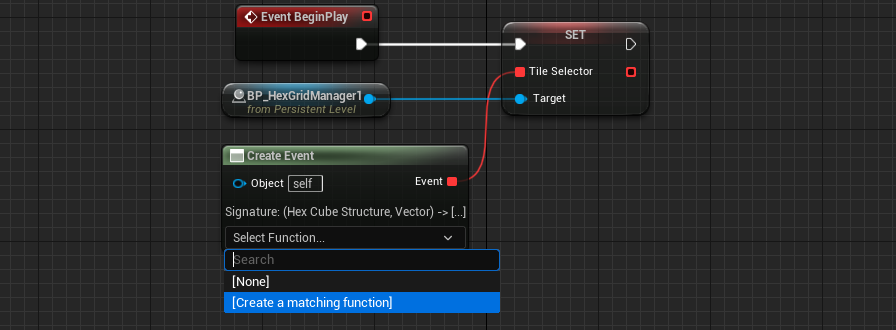 Event BeginPlay
SET
Tile Selector
BP_HexGridManager1
from Persistent Level
Target
Create Event
Object self
Event
Signature: (Hex Cube Structure, Vector) -> [...]
Select Function...
Search
[None]
[Create a matching function]